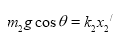 m₂g cos θ = k₂x₂′